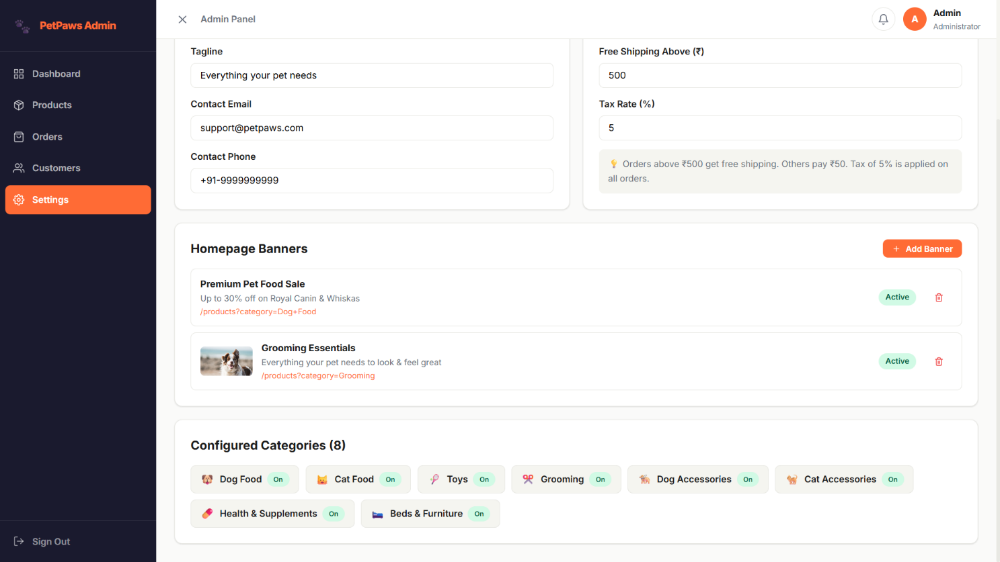 PetPaws Admin
Admin Panel
A
Admin
Administrator
Dashboard
Products
Orders
Customers
Settings
Sign Out
Tagline
Everything your pet needs
Contact Email
support@petpaws.com
Contact Phone
+91-9999999999
Free Shipping Above (₹)
500
Tax Rate (%)
5
Orders above ₹500 get free shipping. Others pay ₹50. Tax of 5% is applied on
all orders.
Homepage Banners
+ Add Banner
Premium Pet Food Sale
Up to 30% off on Royal Canin & Whiskas
/products?category=Dog+Food
Active
Grooming Essentials
Everything your pet needs to look & feel great
/products?category=Grooming
Active
Configured Categories (8)
Dog Food On
Cat Food On
Toys On
Grooming On
Dog Accessories On
Cat Accessories On
Health & Supplements On
Beds & Furniture On